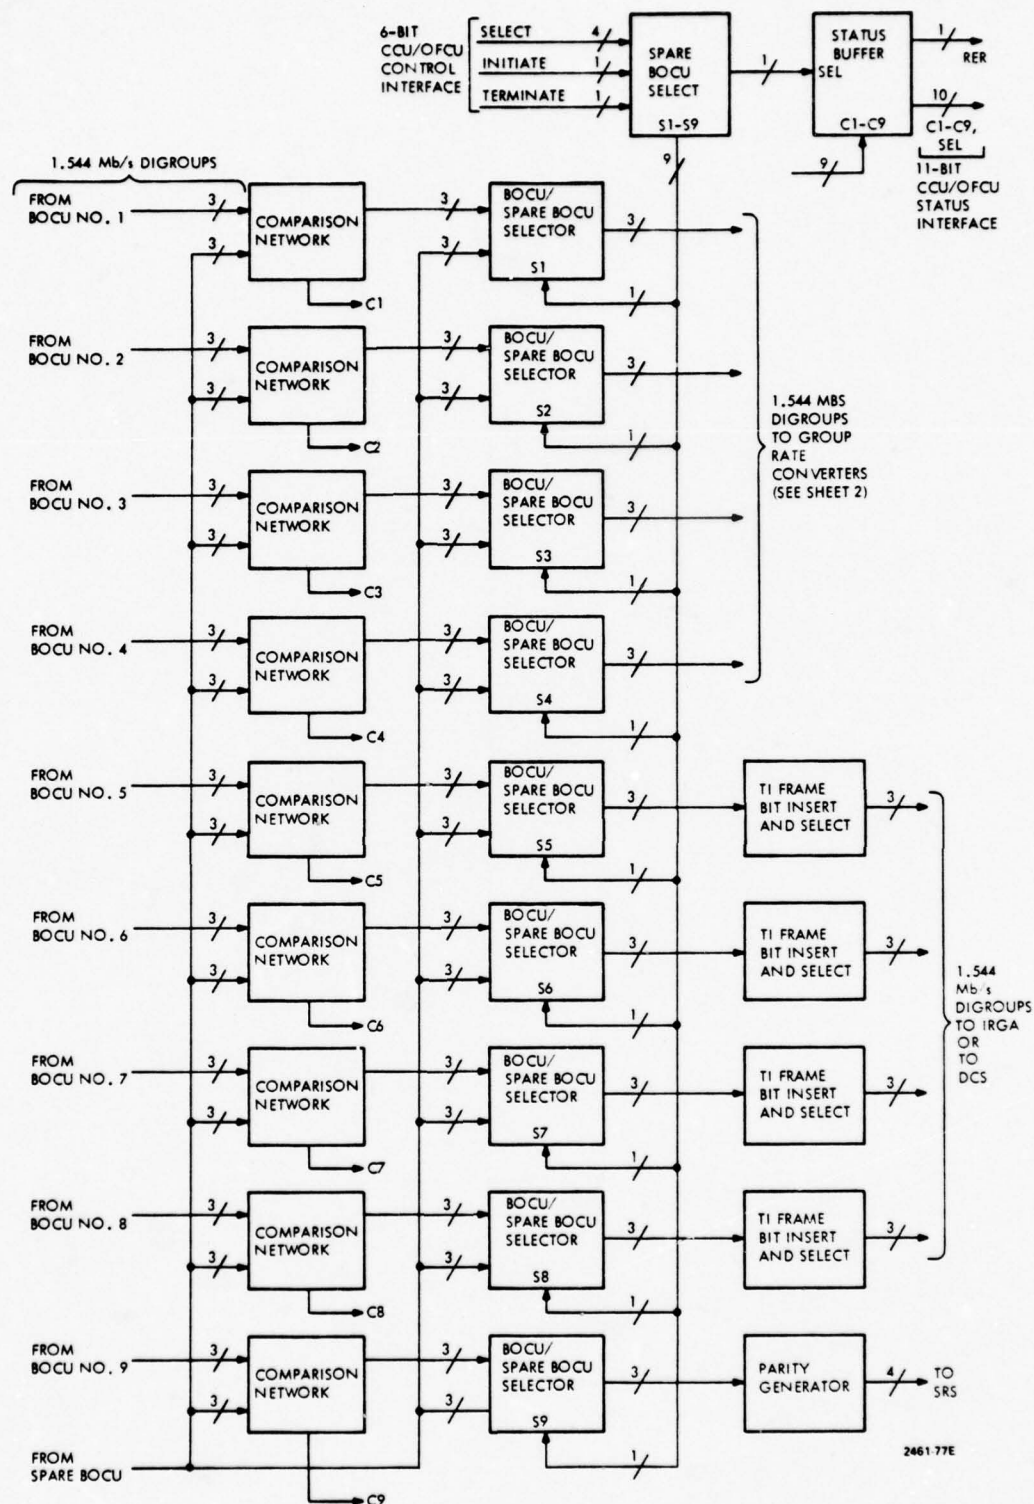 6-BIT
CCU/OFCU
CONTROL
INTERFACE
SELECT
4
INITIATE
1
TERMINATE
1
SPARE
BOCU
SELECT
S1-S9
1
9
STATUS
BUFFER
SEL
C1-C9
9
1
RER
10
C1-C9,
SEL
11-BIT
CCU/OFCU
STATUS
INTERFACE
1.544 Mb/s DIGROUPS
FROM
BOCU NO. 1
3
3
COMPARISON
NETWORK
C1
3
3
BOCU/
SPARE BOCU
SELECTOR
S1
3
1
FROM
BOCU NO. 2
3
3
COMPARISON
NETWORK
C2
3
3
BOCU/
SPARE BOCU
SELECTOR
S2
3
1
FROM
BOCU NO. 3
3
3
COMPARISON
NETWORK
C3
3
3
BOCU/
SPARE BOCU
SELECTOR
S3
3
1
FROM
BOCU NO. 4
3
3
COMPARISON
NETWORK
C4
3
3
BOCU/
SPARE BOCU
SELECTOR
S4
3
1
1.544 MBS
DIGROUPS
TO GROUP
RATE
CONVERTERS
(SEE SHEET 2)
FROM
BOCU NO. 5
3
3
COMPARISON
NETWORK
C5
3
3
BOCU/
SPARE BOCU
SELECTOR
S5
3
1
TI FRAME
BIT INSERT
AND SELECT
3
FROM
BOCU NO. 6
3
3
COMPARISON
NETWORK
C6
3
3
BOCU/
SPARE BOCU
SELECTOR
S6
3
1
TI FRAME
BIT INSERT
AND SELECT
3
FROM
BOCU NO. 7
3
3
COMPARISON
NETWORK
C7
3
3
BOCU/
SPARE BOCU
SELECTOR
S7
3
1
TI FRAME
BIT INSERT
AND SELECT
3
FROM
BOCU NO. 8
3
3
COMPARISON
NETWORK
C8
3
3
BOCU/
SPARE BOCU
SELECTOR
S8
3
1
TI FRAME
BIT INSERT
AND SELECT
3
1.544
Mb/s
DIGROUPS
TO IRGA
OR
TO
DCS
FROM
BOCU NO. 9
3
3
COMPARISON
NETWORK
C9
3
3
BOCU/
SPARE BOCU
SELECTOR
S9
3
1
PARITY
GENERATOR
4
TO
SRS
FROM
SPARE BOCU
2461-77E